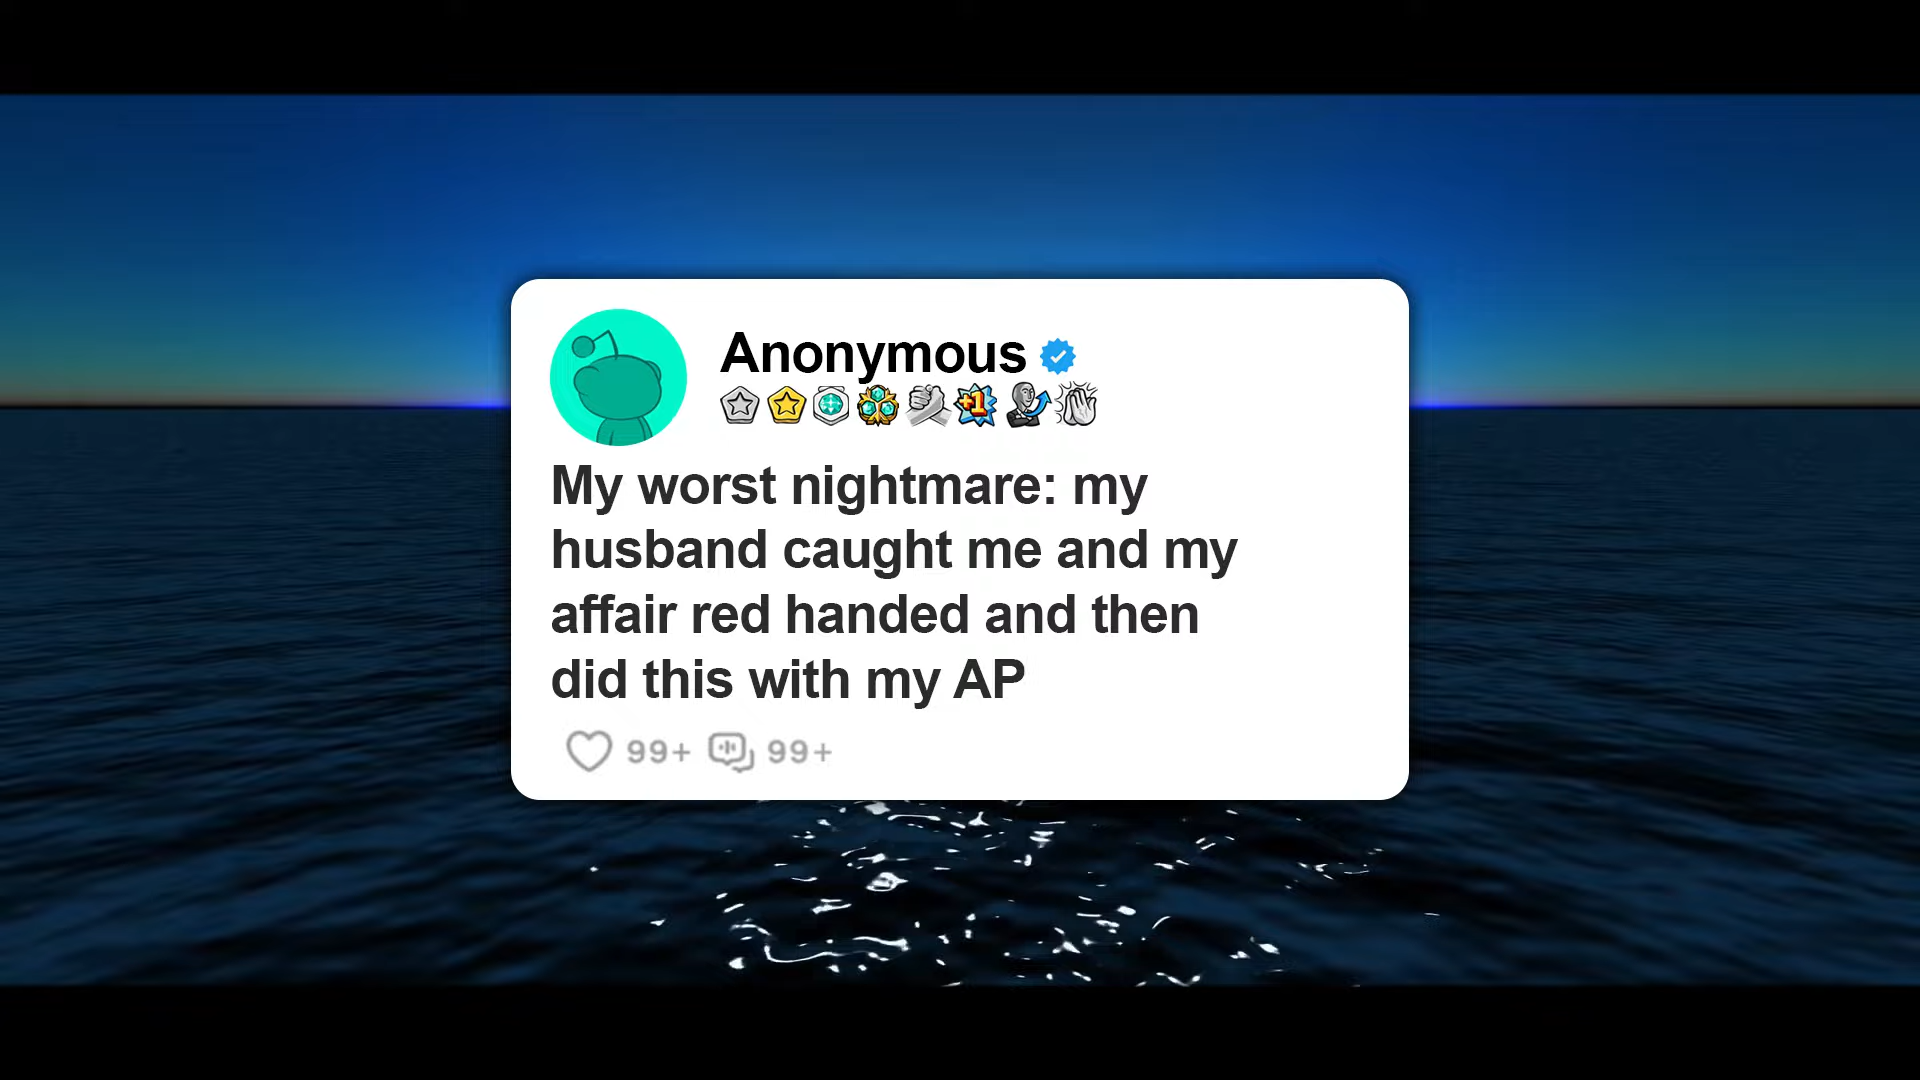 Anonymous
+1
My worst nightmare: my
husband caught me and my
affair red handed and then
did this with my AP
99+ 99+